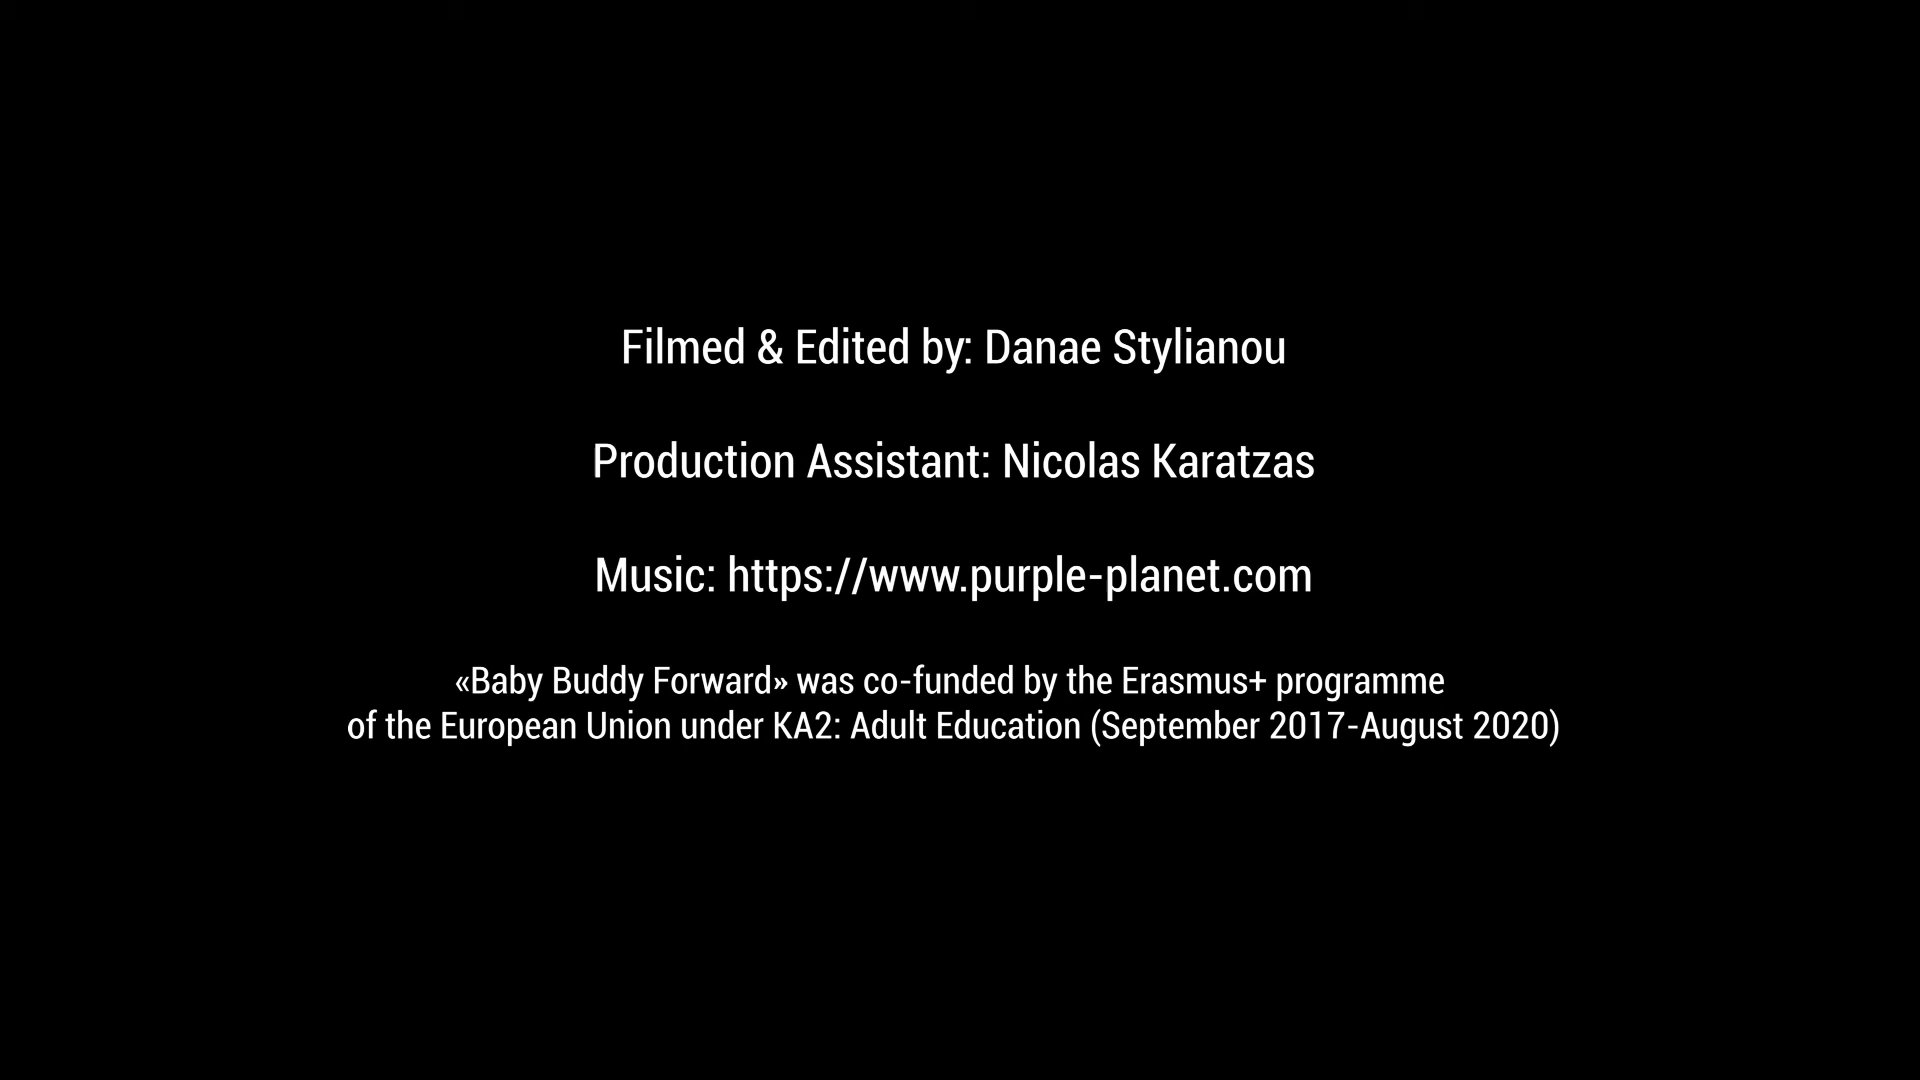 Filmed & Edited by: Danae Stylianou
Production Assistant: Nicolas Karatzas
Music: https://www.purple-planet.com
«Baby Buddy Forward» was co-funded by the Erasmus+ programme
of the European Union under KA2: Adult Education (September 2017-August 2020)